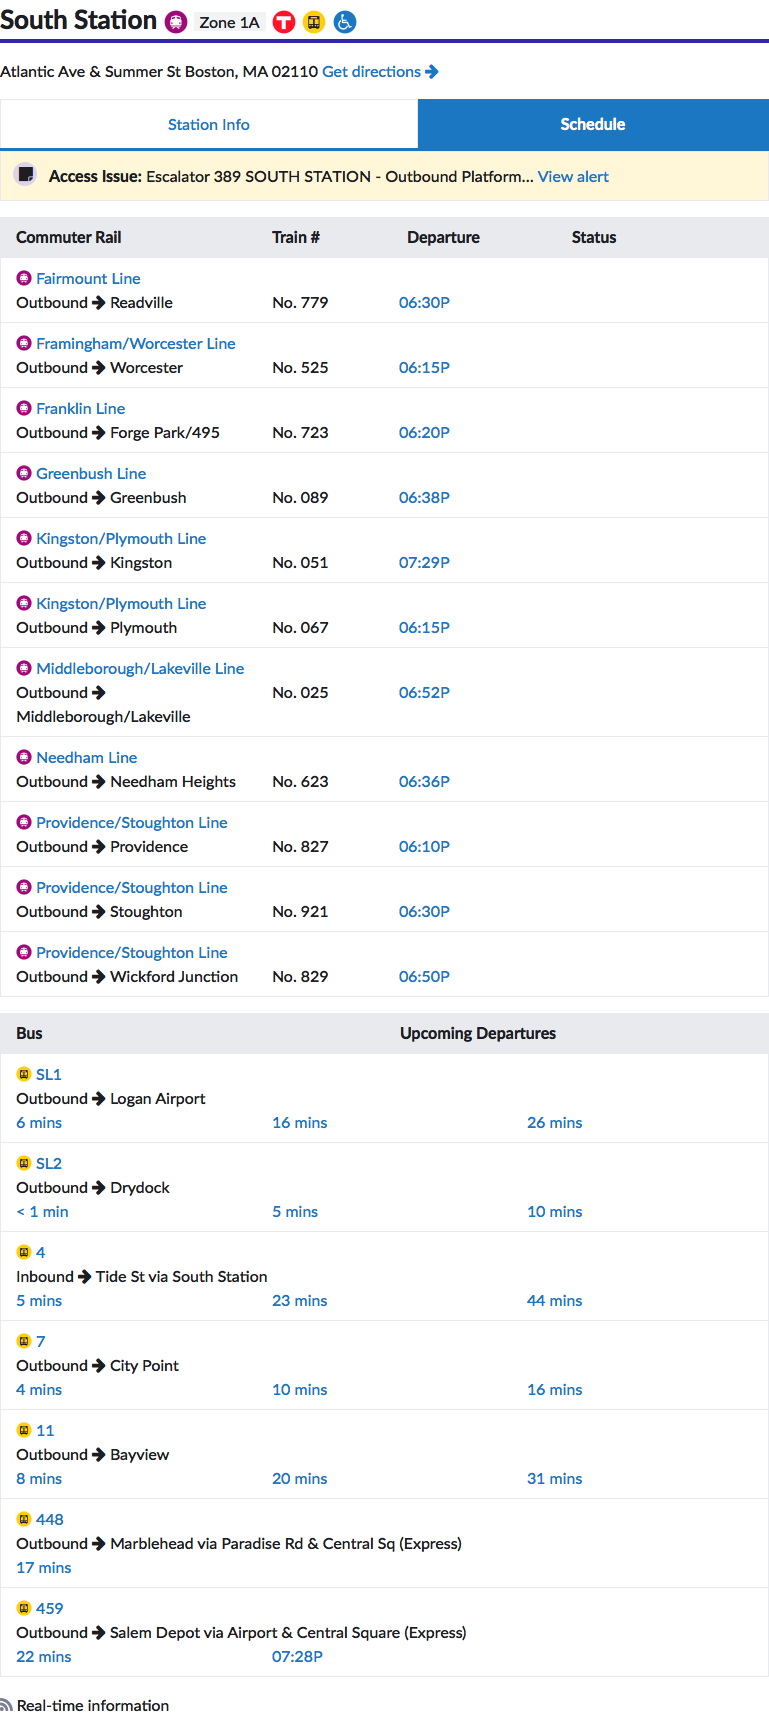 South Station Zone 1A T
Atlantic Ave & Summer St Boston, MA 02110 Get directions
Station Info Schedule
Access Issue: Escalator 389 SOUTH STATION - Outbound Platform... View alert
Commuter Rail Train # Departure Status
Fairmount Line
Outbound → Readville No. 779 06:30P
Framingham/Worcester Line
Outbound → Worcester No. 525 06:15P
Franklin Line
Outbound → Forge Park/495 No. 723 06:20P
Greenbush Line
Outbound → Greenbush No. 089 06:38P
Kingston/Plymouth Line
Outbound → Kingston No. 051 07:29P
Kingston/Plymouth Line
Outbound → Plymouth No. 067 06:15P
Middleborough/Lakeville Line
Outbound → No. 025 06:52P
Middleborough/Lakeville
Needham Line
Outbound → Needham Heights No. 623 06:36P
Providence/Stoughton Line
Outbound → Providence No. 827 06:10P
Providence/Stoughton Line
Outbound → Stoughton No. 921 06:30P
Providence/Stoughton Line
Outbound → Wickford Junction No. 829 06:50P
Bus Upcoming Departures
SL1
Outbound → Logan Airport
6 mins 16 mins 26 mins
SL2
Outbound → Drydock
< 1 min 5 mins 10 mins
4
Inbound → Tide St via South Station
5 mins 23 mins 44 mins
7
Outbound → City Point
4 mins 10 mins 16 mins
11
Outbound → Bayview
8 mins 20 mins 31 mins
448
Outbound → Marblehead via Paradise Rd & Central Sq (Express)
17 mins
459
Outbound → Salem Depot via Airport & Central Square (Express)
22 mins 07:28P
Real-time information